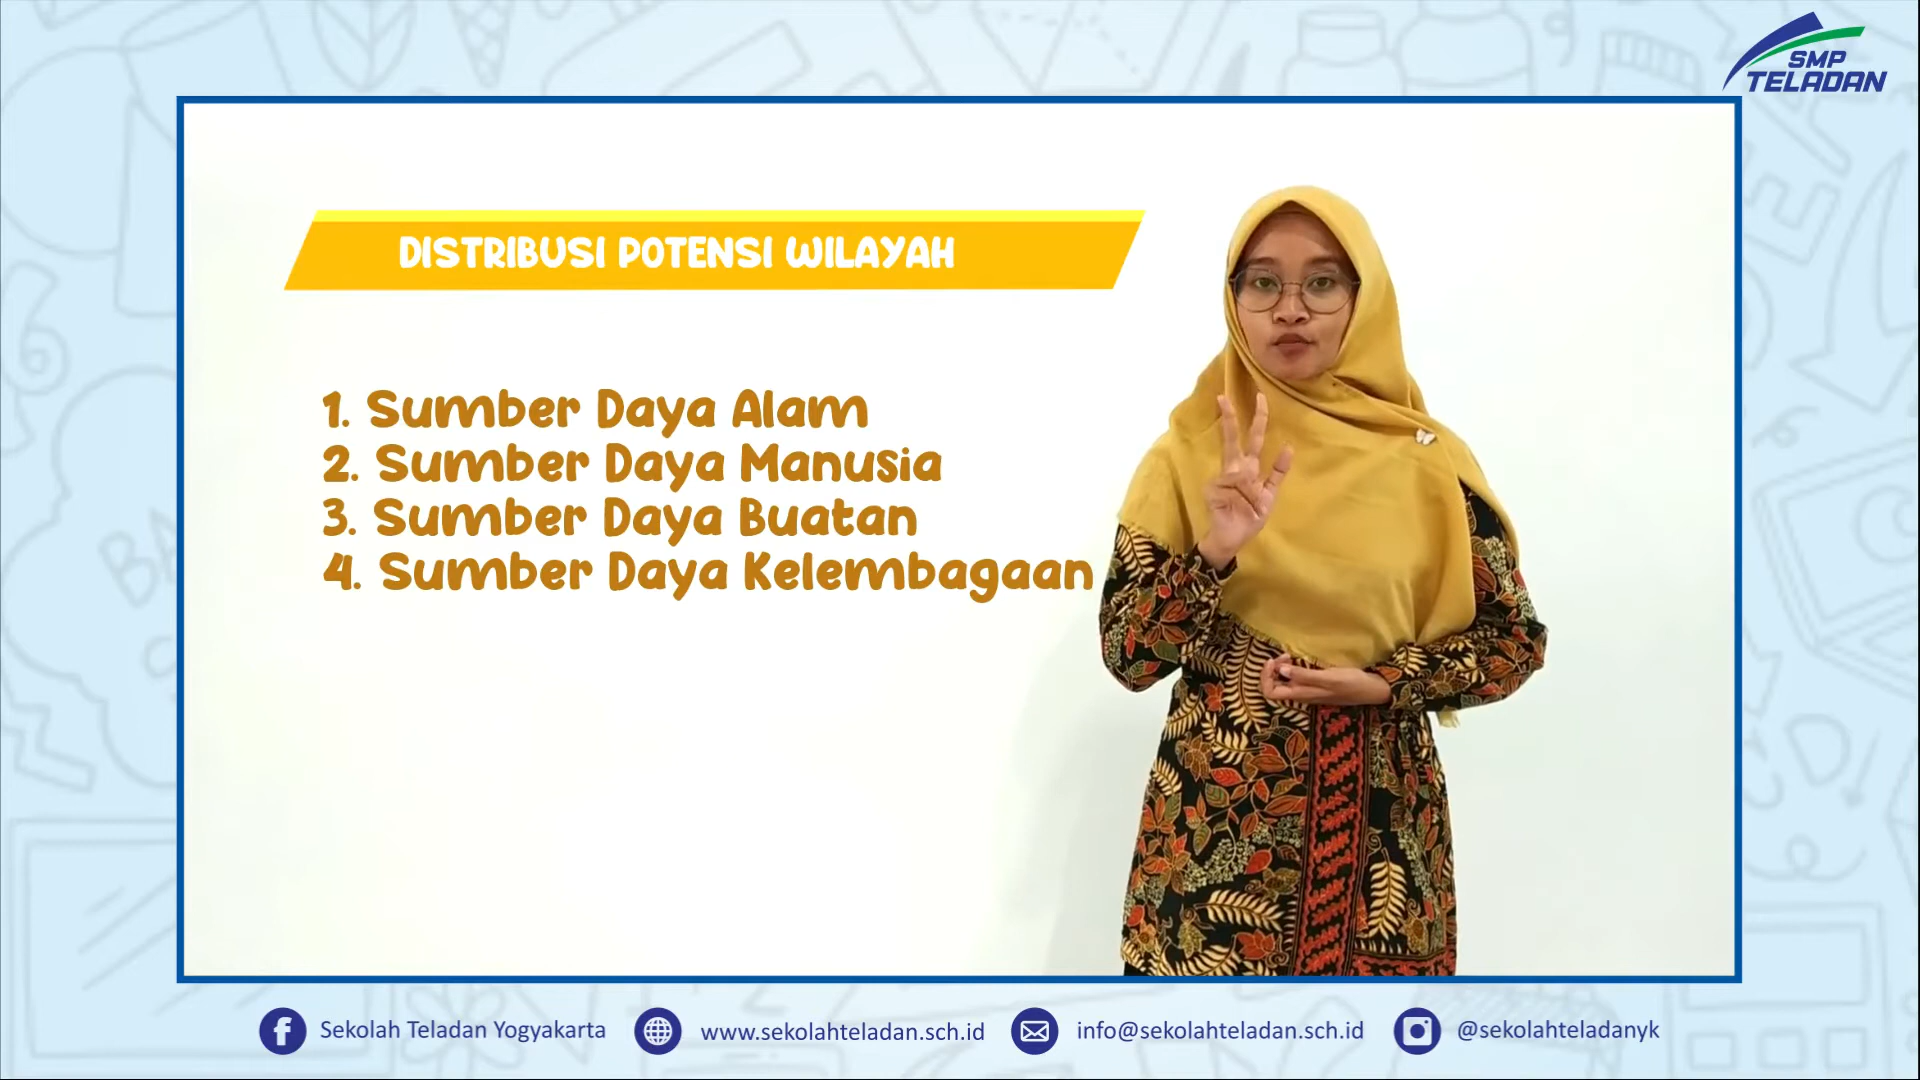 SMP
TELADAN
DISTRIBUSI POTENSI WILAYAH
1. Sumber Daya Alam
2. Sumber Daya Manusia
3. Sumber Daya Buatan
4. Sumber Daya Kelembagaan
Sekolah Teladan Yogyakarta
www.sekolahteladan.sch.id
info@sekolahteladan.sch.id
@sekolahteladanyk